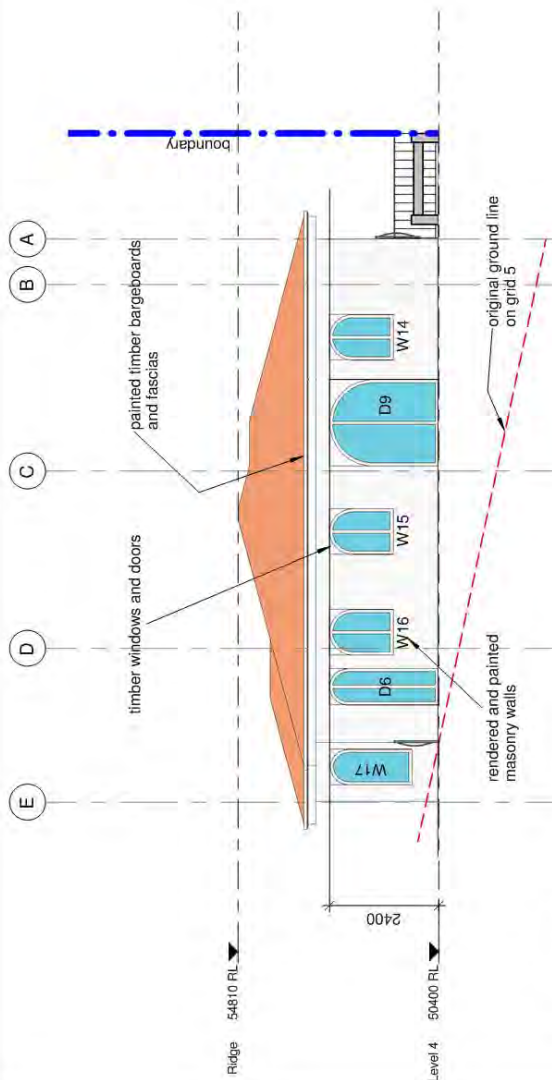 E
D
C
B
A
timber windows and doors
painted timber bargeboards
and fascias
boundary
Ridge
54810 RL
W17
D6
W16
W15
D9
W14
2400
rendered and painted
masonry walls
original ground line
on grid 5
Level 4
50400 RL